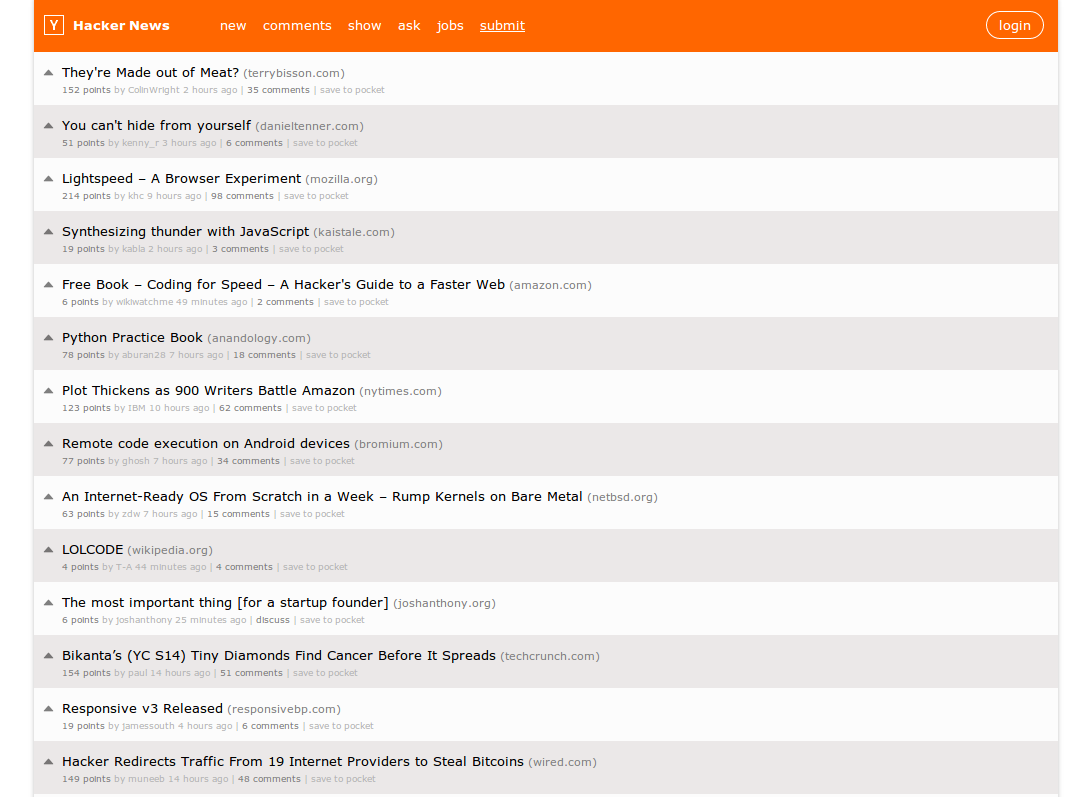 Y Hacker News new comments show ask jobs submit login
They're Made out of Meat? (terrybisson.com)
152 points by ColinWright 2 hours ago | 35 comments | save to pocket
You can't hide from yourself (danieltenner.com)
51 points by kenny_r 3 hours ago | 6 comments | save to pocket
Lightspeed – A Browser Experiment (mozilla.org)
214 points by khc 9 hours ago | 98 comments | save to pocket
Synthesizing thunder with JavaScript (kaistale.com)
19 points by kabla 2 hours ago | 3 comments | save to pocket
Free Book – Coding for Speed – A Hacker's Guide to a Faster Web (amazon.com)
6 points by wikiwatchme 49 minutes ago | 2 comments | save to pocket
Python Practice Book (anandology.com)
78 points by aburan28 7 hours ago | 18 comments | save to pocket
Plot Thickens as 900 Writers Battle Amazon (nytimes.com)
123 points by IBM 10 hours ago | 62 comments | save to pocket
Remote code execution on Android devices (bromium.com)
77 points by ghosh 7 hours ago | 34 comments | save to pocket
An Internet-Ready OS From Scratch in a Week – Rump Kernels on Bare Metal (netbsd.org)
63 points by zdw 7 hours ago | 15 comments | save to pocket
LOLCODE (wikipedia.org)
4 points by T-A 44 minutes ago | 4 comments | save to pocket
The most important thing [for a startup founder] (joshanthony.org)
6 points by joshanthony 25 minutes ago | discuss | save to pocket
Bikanta’s (YC S14) Tiny Diamonds Find Cancer Before It Spreads (techcrunch.com)
154 points by paul 14 hours ago | 51 comments | save to pocket
Responsive v3 Released (responsivebp.com)
19 points by jamessouth 4 hours ago | 6 comments | save to pocket
Hacker Redirects Traffic From 19 Internet Providers to Steal Bitcoins (wired.com)
149 points by muneeb 14 hours ago | 48 comments | save to pocket